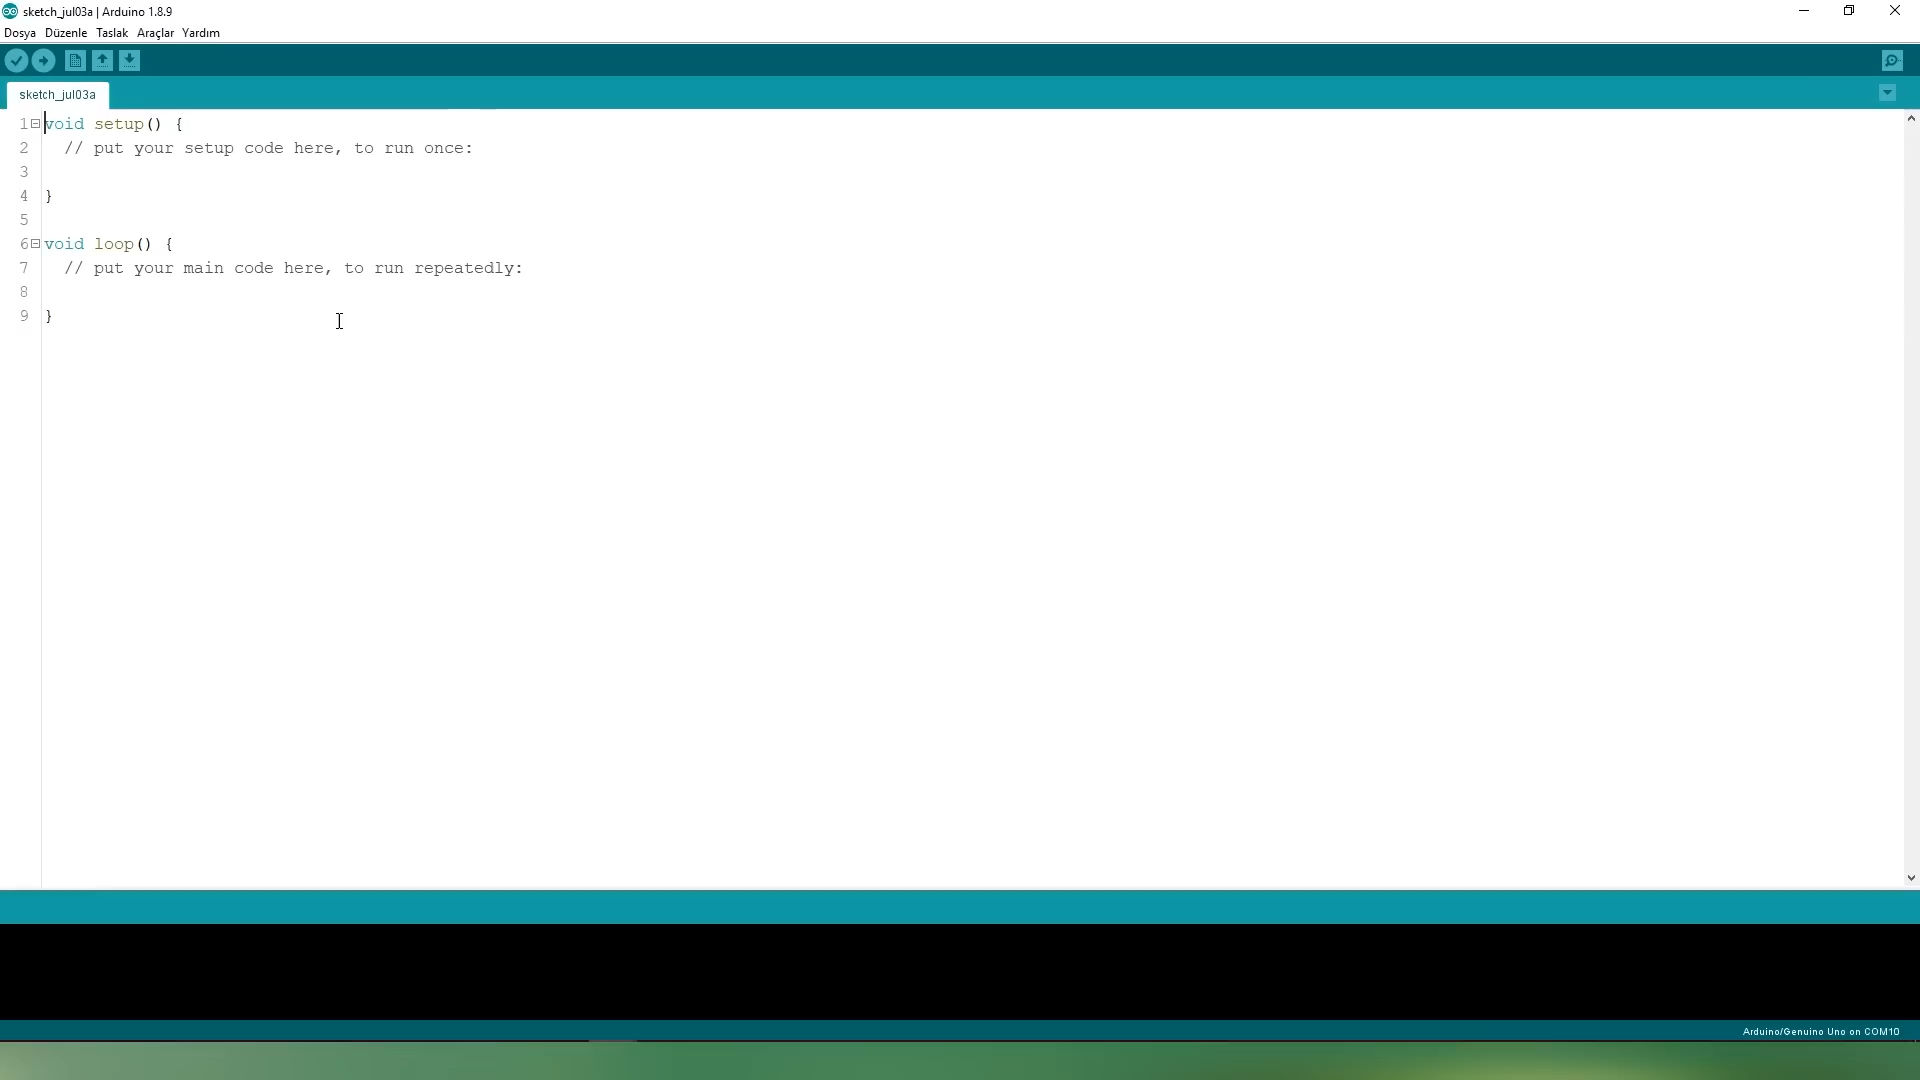 sketch_jul03a | Arduino 1.8.9
Dosya Düzenle Taslak Araçlar Yardım
sketch_jul03a
1 void setup() {
2   // put your setup code here, to run once:
3
4 }
5
6 void loop() {
7   // put your main code here, to run repeatedly:
8
9 }
Arduino/Genuino Uno on COM10